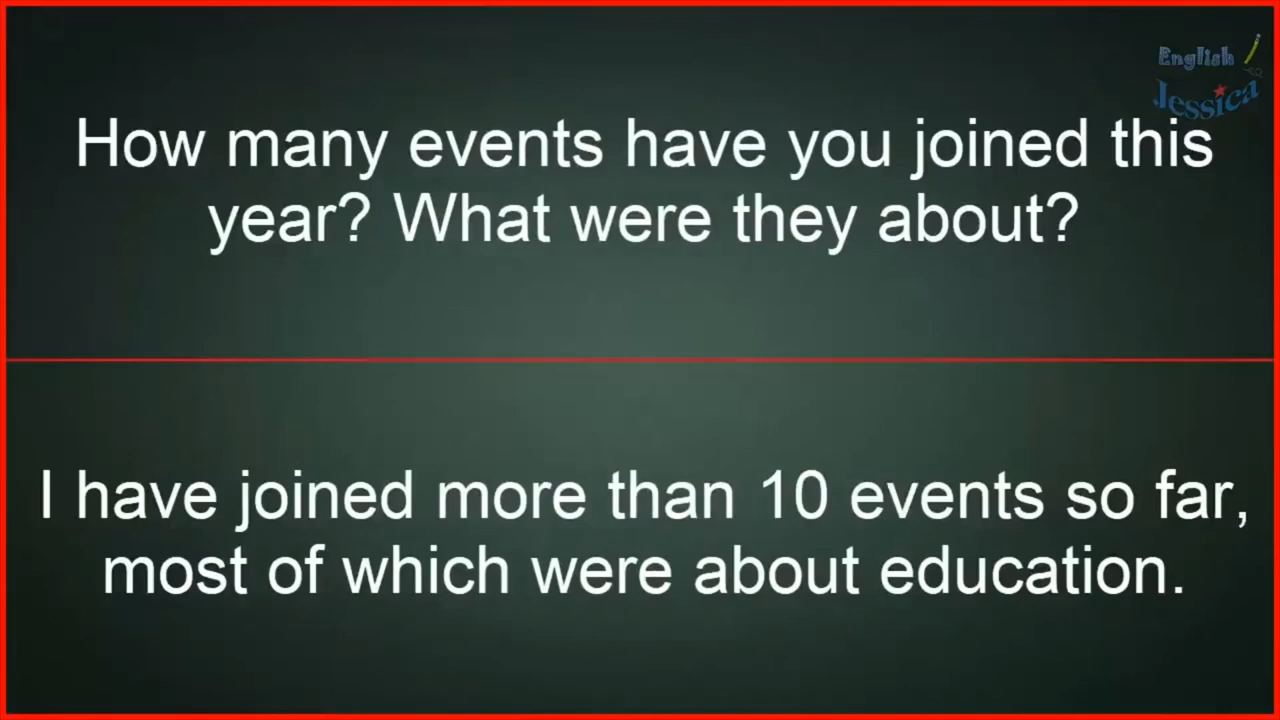 English
Jessica
How many events have you joined this
year? What were they about?
I have joined more than 10 events so far,
most of which were about education.